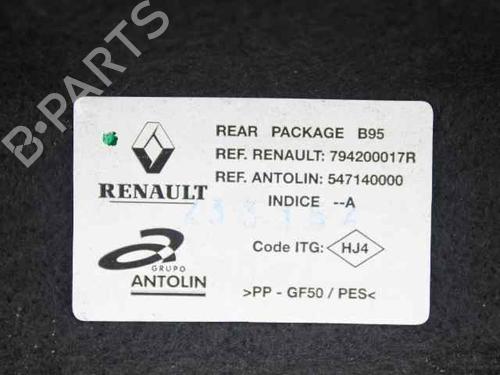 B-PARTS
REAR PACKAGE B95
REF. RENAULT: 794200017R
REF. ANTOLIN: 547140000
INDICE --A
RENAULT
Code ITG: HJ4
GRUPO
ANTOLIN
>PP - GF50 / PES<